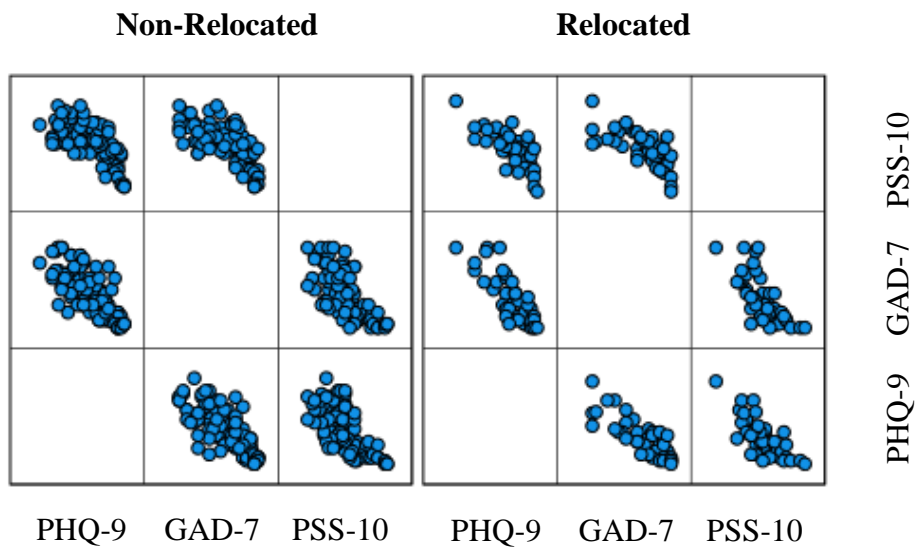 Non-Relocated
Relocated
PSS-10
GAD-7
PHQ-9
PHQ-9 GAD-7 PSS-10
PHQ-9 GAD-7 PSS-10